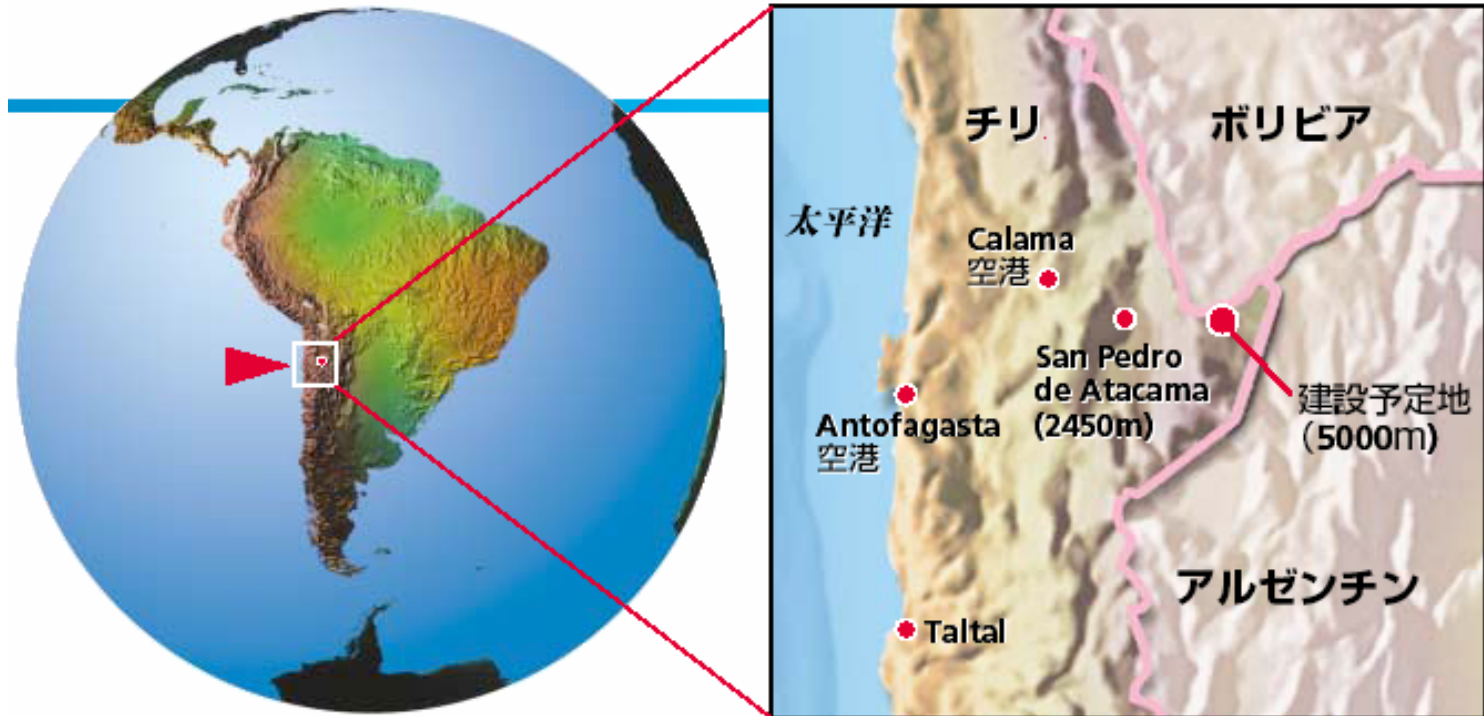 チリ
ボリビア
太平洋
Calama
空港
San Pedro
de Atacama
(2450m)
Antofagasta
空港
建設予定地
(5000m)
アルゼンチン
Taltal